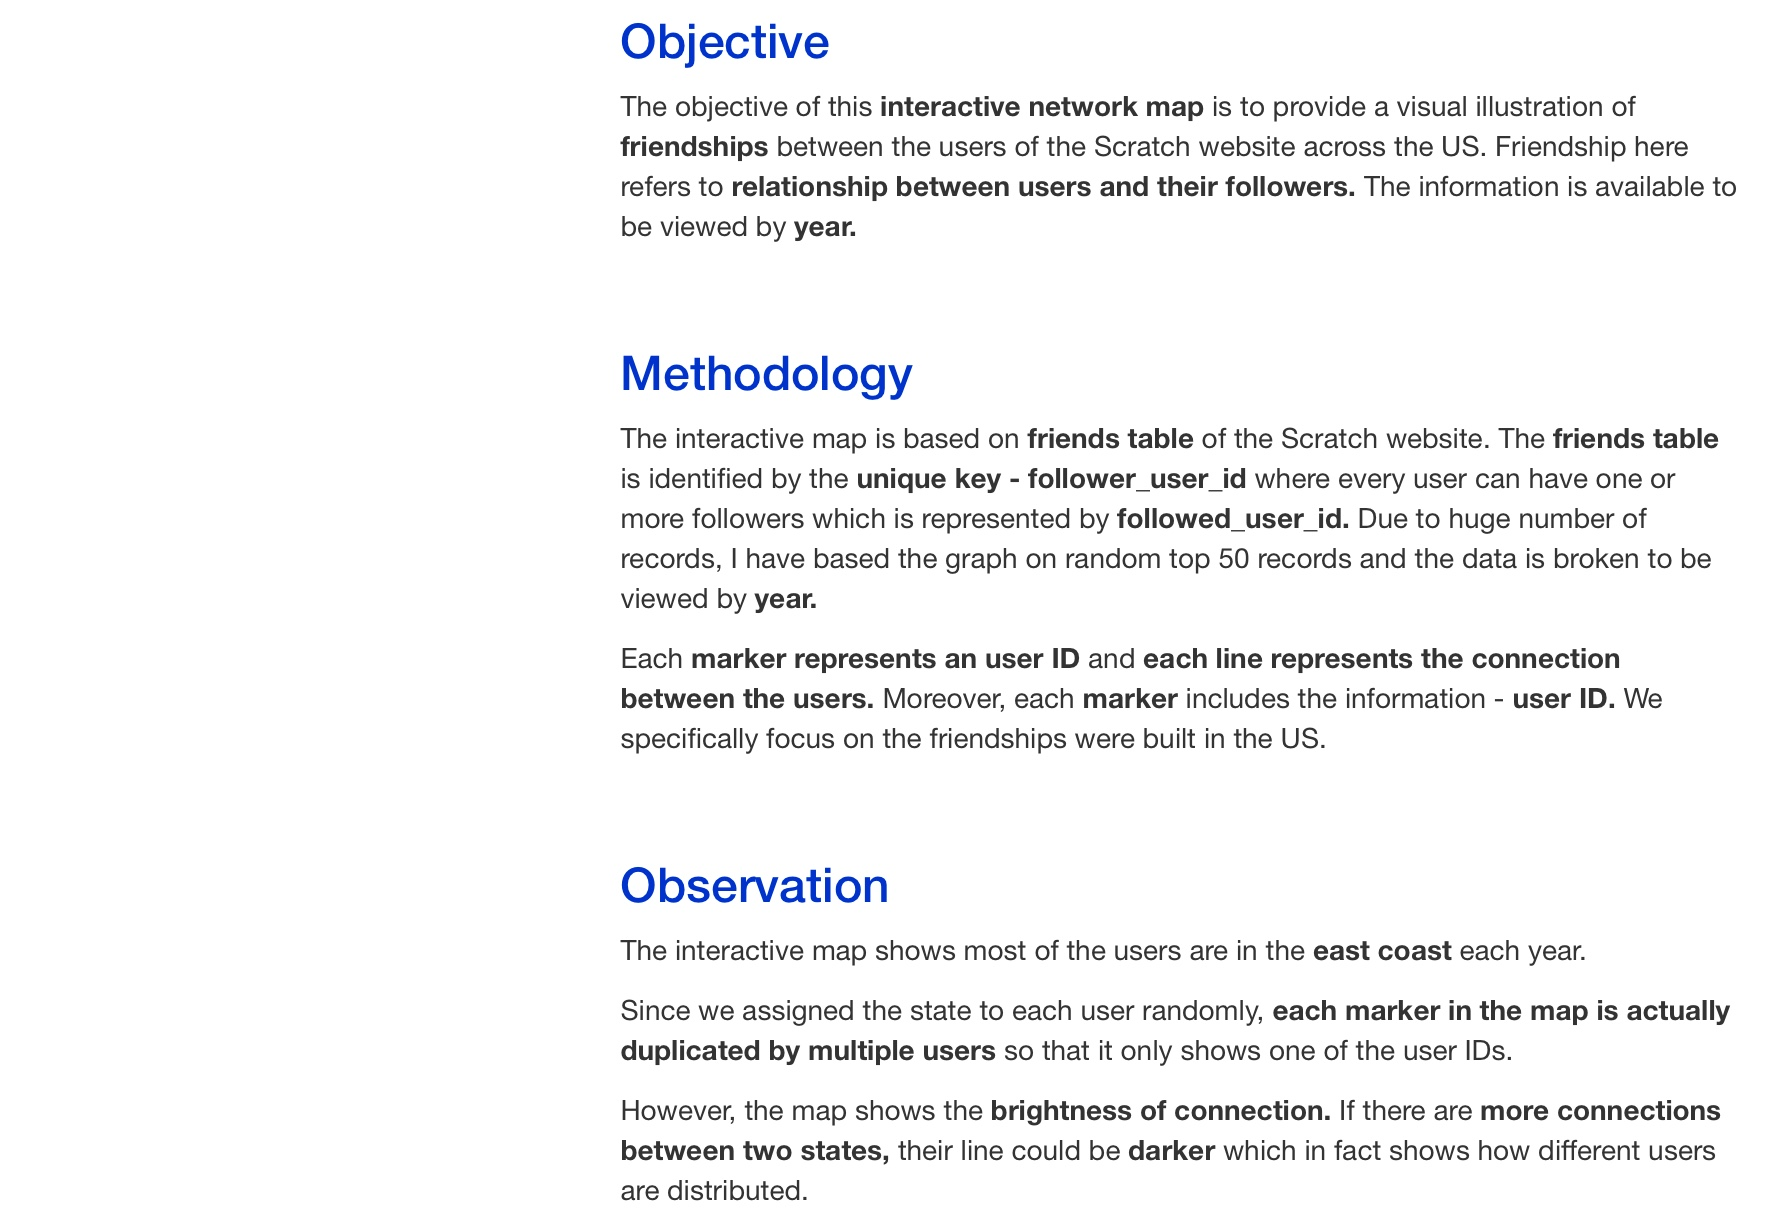 Objective
The objective of this interactive network map is to provide a visual illustration of
friendships between the users of the Scratch website across the US. Friendship here
refers to relationship between users and their followers. The information is available to
be viewed by year.
Methodology
The interactive map is based on friends table of the Scratch website. The friends table
is identified by the unique key - follower_user_id where every user can have one or
more followers which is represented by followed_user_id. Due to huge number of
records, I have based the graph on random top 50 records and the data is broken to be
viewed by year.
Each marker represents an user ID and each line represents the connection
between the users. Moreover, each marker includes the information - user ID. We
specifically focus on the friendships were built in the US.
Observation
The interactive map shows most of the users are in the east coast each year.
Since we assigned the state to each user randomly, each marker in the map is actually
duplicated by multiple users so that it only shows one of the user IDs.
However, the map shows the brightness of connection. If there are more connections
between two states, their line could be darker which in fact shows how different users
are distributed.